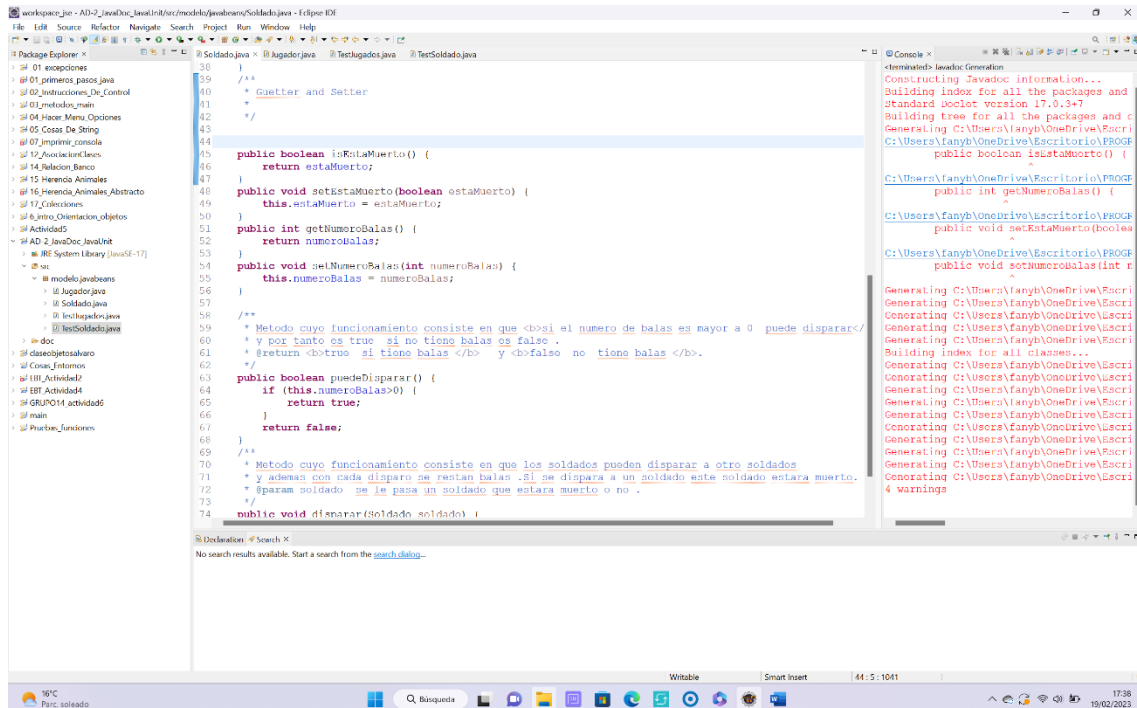 workspace_jse - AD-2_JavaDoc_JavaUnit/src/modelo/javabeans/Soldado.java - Eclipse IDE
File Edit Source Refactor Navigate Search Project Run Window Help
Package Explorer
01_excepciones
01_primeros_pasos_java
02_Instrucciones_De_Control
03_metodos_main
04_Hacer_Menu_Opciones
05_Cosas_De_String
07_imprimir_consola
12_AsociacionClases
14_Relacion_Banco
15_Herencia_Animales
16_Herencia_Animales_Abstracto
17_Colecciones
6_intro_Orientacion_objetos
Actividad5
AD-2_JavaDoc_JavaUnit
JRE System Library [JavaSE-17]
src
modelo.javabeans
Jugador.java
Soldado.java
TestJugados.java
TestSoldado.java
doc
claseobjetosalvaro
Cosas_Entornos
EBT_Actividad2
EBT_Actividad4
GRUPO14_actividad6
main
Pruebas_funciones
Soldado.java Jugador.java TestJugados.java TestSoldado.java
38 }
39 /**
40 * Guetter and Setter
41 *
42 */
43
44
45 public boolean isEstaMuerto() {
46 return estaMuerto;
47 }
48 public void setEstaMuerto(boolean estaMuerto) {
49 this.estaMuerto = estaMuerto;
50 }
51 public int getNumeroBalas() {
52 return numeroBalas;
53 }
54 public void setNumeroBalas(int numeroBalas) {
55 this.numeroBalas = numeroBalas;
56 }
57
58 /**
59 * Metodo cuyo funcionamiento consiste en que <b>si el numero de balas es mayor a 0 puede disparar</
60 * y por tanto es true si no tiene balas es false .
61 * @return <b>true si tiene balas </b> y <b>false no tiene balas </b>.
62 */
63 public boolean puedeDisparar() {
64 if (this.numeroBalas>0) {
65 return true;
66 }
67 return false;
68 }
69 /**
70 * Metodo cuyo funcionamiento consiste en que los soldados pueden disparar a otro soldados
71 * y ademas con cada disparo se restan balas .Si se dispara a un soldado este soldado estara muerto.
72 * @param soldado se le pasa un soldado que estara muerto o no .
73 */
74 public void disparar(Soldado soldado) {
Console
<terminated> Javadoc Generation
Constructing Javadoc information...
Building index for all the packages and
Standard Doclet version 17.0.3+7
Building tree for all the packages and c
Generating C:\Users\fanyb\OneDrive\Escri
C:\Users\fanyb\OneDrive\Escritorio\PROGR
public boolean isEstaMuerto() {
^
C:\Users\fanyb\OneDrive\Escritorio\PROGR
public int getNumeroBalas() {
^
C:\Users\fanyb\OneDrive\Escritorio\PROGR
public void setEstaMuerto(boolea
^
C:\Users\fanyb\OneDrive\Escritorio\PROGR
public void setNumeroBalas(int n
^
Generating C:\Users\fanyb\OneDrive\Escri
Generating C:\Users\fanyb\OneDrive\Escri
Generating C:\Users\fanyb\OneDrive\Escri
Generating C:\Users\fanyb\OneDrive\Escri
Building index for all classes...
Generating C:\Users\fanyb\OneDrive\Escri
Generating C:\Users\fanyb\OneDrive\Escri
Generating C:\Users\fanyb\OneDrive\Escri
Generating C:\Users\fanyb\OneDrive\Escri
Generating C:\Users\fanyb\OneDrive\Escri
Generating C:\Users\fanyb\OneDrive\Escri
Generating C:\Users\fanyb\OneDrive\Escri
Generating C:\Users\fanyb\OneDrive\Escri
Generating C:\Users\fanyb\OneDrive\Escri
Generating C:\Users\fanyb\OneDrive\Escri
4 warnings
Declaration Search
No search results available. Start a search from the search dialog...
Writable Smart Insert 44 : 5 : 1041
16°C
Parc. soleado
Búsqueda
17:38
19/02/2023